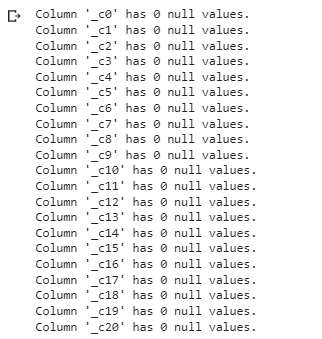 Column '_c0' has 0 null values.
Column '_c1' has 0 null values.
Column '_c2' has 0 null values.
Column '_c3' has 0 null values.
Column '_c4' has 0 null values.
Column '_c5' has 0 null values.
Column '_c6' has 0 null values.
Column '_c7' has 0 null values.
Column '_c8' has 0 null values.
Column '_c9' has 0 null values.
Column '_c10' has 0 null values.
Column '_c11' has 0 null values.
Column '_c12' has 0 null values.
Column '_c13' has 0 null values.
Column '_c14' has 0 null values.
Column '_c15' has 0 null values.
Column '_c16' has 0 null values.
Column '_c17' has 0 null values.
Column '_c18' has 0 null values.
Column '_c19' has 0 null values.
Column '_c20' has 0 null values.